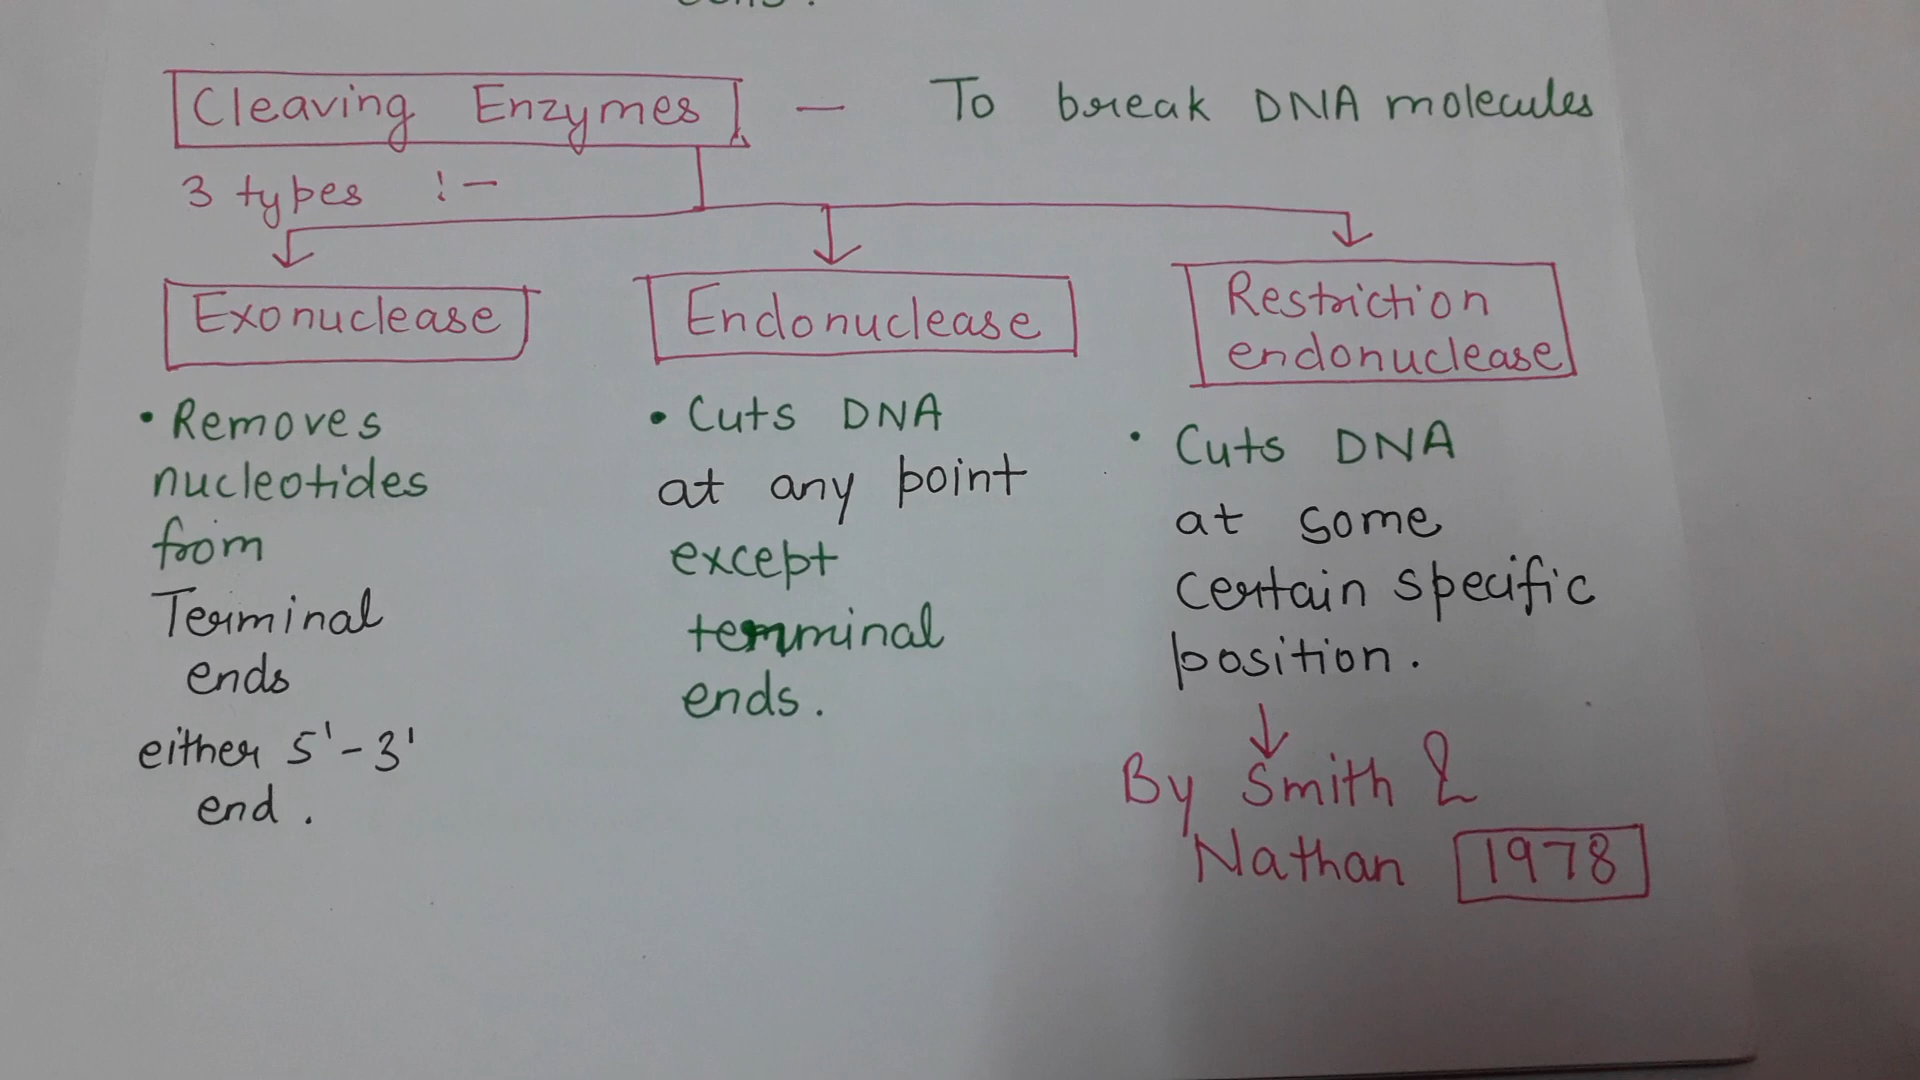 Cleaving Enzymes — To break DNA molecules
3 types :-
Exonuclease
• Removes
nucleotides
from
Terminal
ends
either 5'-3'
end.
Endonuclease
• Cuts DNA
at any point
except
terminal
ends.
Restriction
endonuclease
• Cuts DNA
at some
certain specific
position.
By Smith &
Nathan 1978